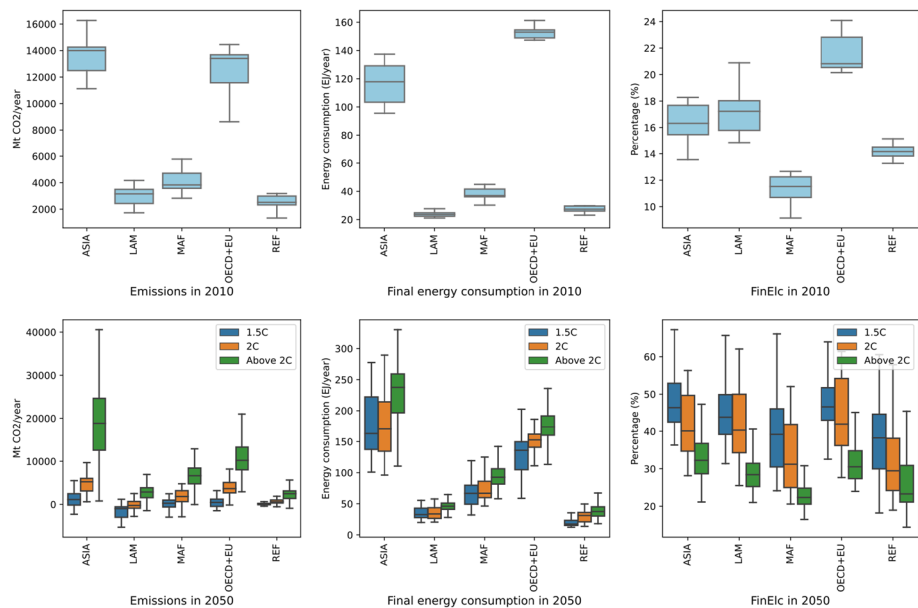 16000
14000
12000
10000
8000
6000
4000
2000
Mt CO2/year
ASIA
LAM
MAF
OECD+EU
REF
Emissions in 2010
160
140
120
100
80
60
40
20
Energy consumption (EJ/year)
ASIA
LAM
MAF
OECD+EU
REF
Final energy consumption in 2010
24
22
20
18
16
14
12
10
Percentage (%)
ASIA
LAM
MAF
OECD+EU
REF
FinElc in 2010
40000
30000
20000
10000
0
Mt CO2/year
1.5C
2C
Above 2C
ASIA
LAM
MAF
OECD+EU
REF
Emissions in 2050
300
250
200
150
100
50
0
Energy consumption (EJ/year)
1.5C
2C
Above 2C
ASIA
LAM
MAF
OECD+EU
REF
Final energy consumption in 2050
60
50
40
30
20
Percentage (%)
1.5C
2C
Above 2C
ASIA
LAM
MAF
OECD+EU
REF
FinElc in 2050